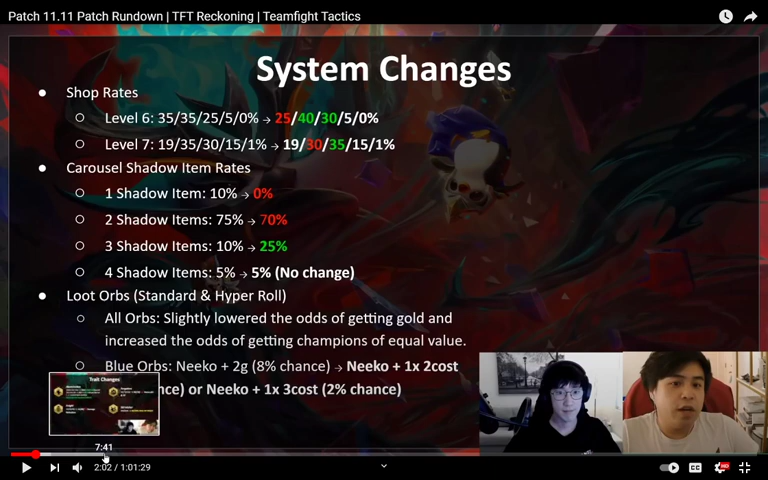 Patch 11.11 Patch Rundown | TFT Reckoning | Teamfight Tactics
System Changes
● Shop Rates
○ Level 6: 35/35/25/5/0% → 25/40/30/5/0%
○ Level 7: 19/35/30/15/1% → 19/30/35/15/1%
● Carousel Shadow Item Rates
○ 1 Shadow Item: 10% → 0%
○ 2 Shadow Items: 75% → 70%
○ 3 Shadow Items: 10% → 25%
○ 4 Shadow Items: 5% → 5% (No change)
● Loot Orbs (Standard & Hyper Roll)
○ All Orbs: Slightly lowered the odds of getting gold and
increased the odds of getting champions of equal value.
○ Blue Orbs: Neeko + 2g (8% chance) → Neeko + 1x 2cost
nce) or Neeko + 1x 3cost (2% chance)
Trait Changes
7:41
2:02 / 1:01:29
CC
HD